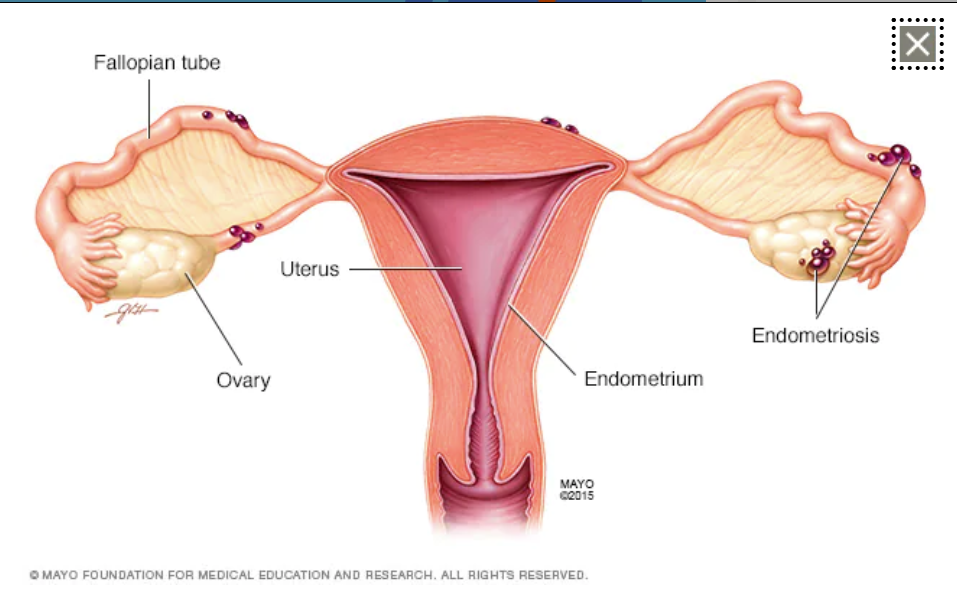 Fallopian tube
Uterus
Ovary
Endometriosis
Endometrium
MAYO
©2015
© MAYO FOUNDATION FOR MEDICAL EDUCATION AND RESEARCH. ALL RIGHTS RESERVED.